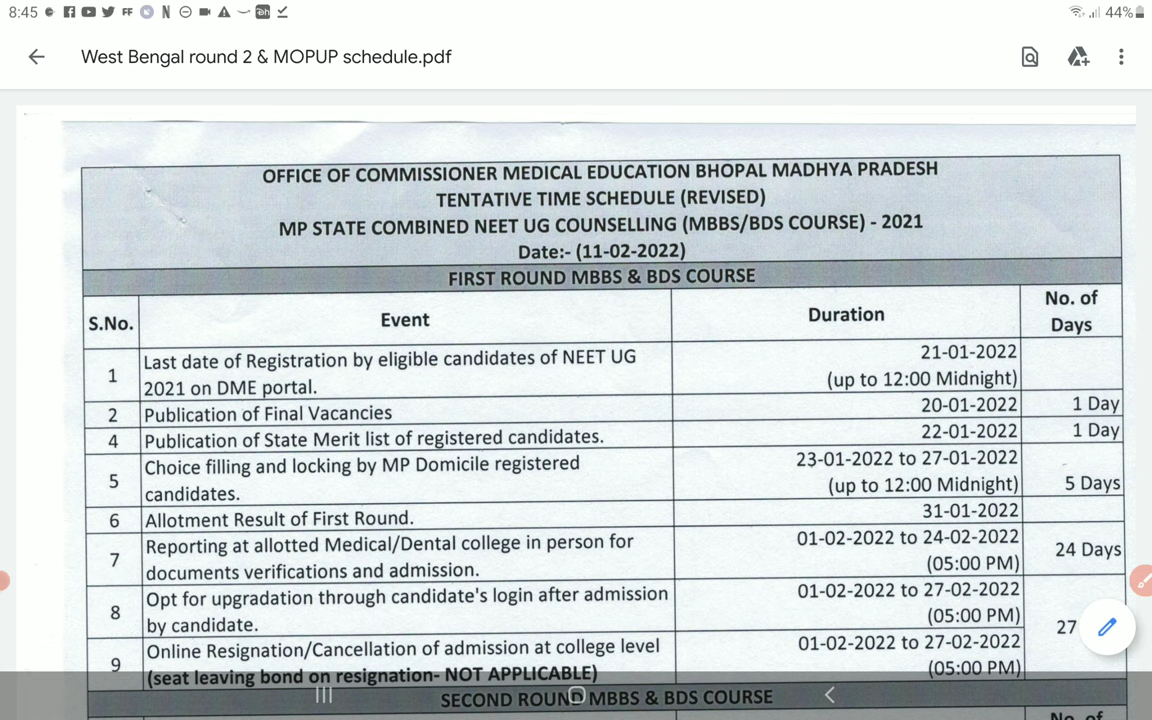 8:45
FF
N
44%
West Bengal round 2 & MOPUP schedule.pdf
OFFICE OF COMMISSIONER MEDICAL EDUCATION BHOPAL MADHYA PRADESH
TENTATIVE TIME SCHEDULE (REVISED)
MP STATE COMBINED NEET UG COUNSELLING (MBBS/BDS COURSE) - 2021
Date:- (11-02-2022)
FIRST ROUND MBBS & BDS COURSE
S.No. Event Duration No. of
Days
1 Last date of Registration by eligible candidates of NEET UG 21-01-2022
2021 on DME portal. (up to 12:00 Midnight)
2 Publication of Final Vacancies 20-01-2022 1 Day
4 Publication of State Merit list of registered candidates. 22-01-2022 1 Day
5 Choice filling and locking by MP Domicile registered 23-01-2022 to 27-01-2022
candidates. (up to 12:00 Midnight) 5 Days
6 Allotment Result of First Round. 31-01-2022
7 Reporting at allotted Medical/Dental college in person for 01-02-2022 to 24-02-2022 24 Days
documents verifications and admission. (05:00 PM)
8 Opt for upgradation through candidate's login after admission 01-02-2022 to 27-02-2022
by candidate. (05:00 PM) 27
9 Online Resignation/Cancellation of admission at college level 01-02-2022 to 27-02-2022
(seat leaving bond on resignation- NOT APPLICABLE) (05:00 PM)
SECOND ROUND MBBS & BDS COURSE
No. of